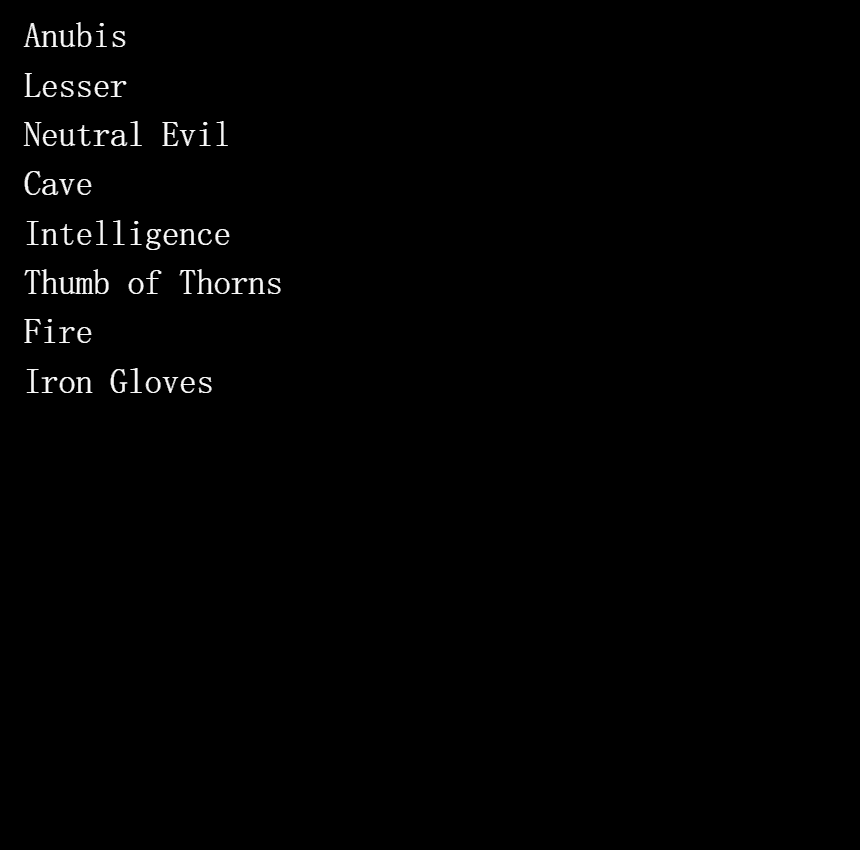 Anubis
Lesser
Neutral Evil
Cave
Intelligence
Thumb of Thorns
Fire
Iron Gloves